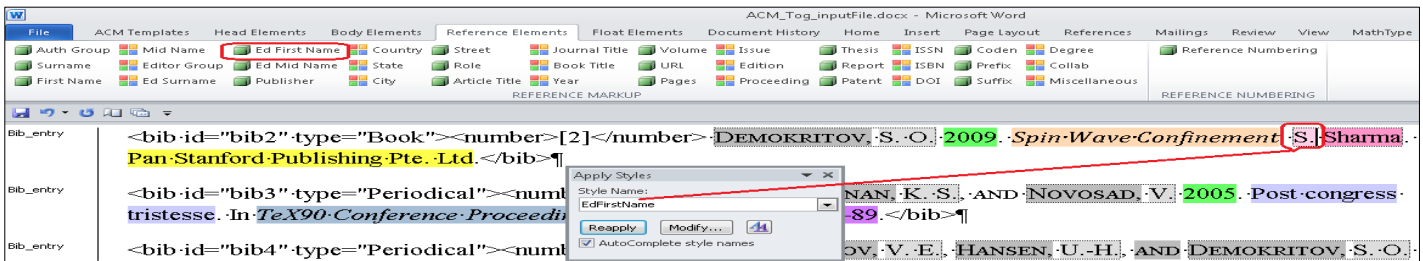 W ACM_Tog_inputFile.docx - Microsoft Word
File ACM Templates Head Elements Body Elements Reference Elements Float Elements Document History Home Insert Page Layout References Mailings Review View MathType
Auth Group Mid Name Ed First Name Country Street Journal Title Volume Issue Thesis ISSN Coden Degree Reference Numbering
Surname Editor Group Ed Mid Name State Role Book Title URL Edition Report ISBN Prefix Collab
First Name Ed Surname Publisher City Article Title Year Pages Proceeding Patent DOI Suffix Miscellaneous
REFERENCE MARKUP REFERENCE NUMBERING
Bib_entry <bib·id="bib2"·type="Book"><number>[2]</number>·DEMOKRITOV,·S.·O.·2009.·Spin·Wave·Confinement·S.·Sharma.·
Pan·Stanford·Publishing·Pte.·Ltd.</bib>¶
Apply Styles
Bib_entry <bib·id="bib3"·type="Periodical"><numb NAN,·K.·S.,·AND·NOVOSAD,·V.·2005.·Post·congress·
Style Name:
EdFirstName
tristesse.·In·TeX90·Conference·Proceedi -89.</bib>¶
Reapply Modify...
AutoComplete style names
Bib_entry <bib·id="bib4"·type="Periodical"><numb OV,·V.·E.,·HANSEN,·U.-H.,·AND·DEMOKRITOV,·S.·O.·